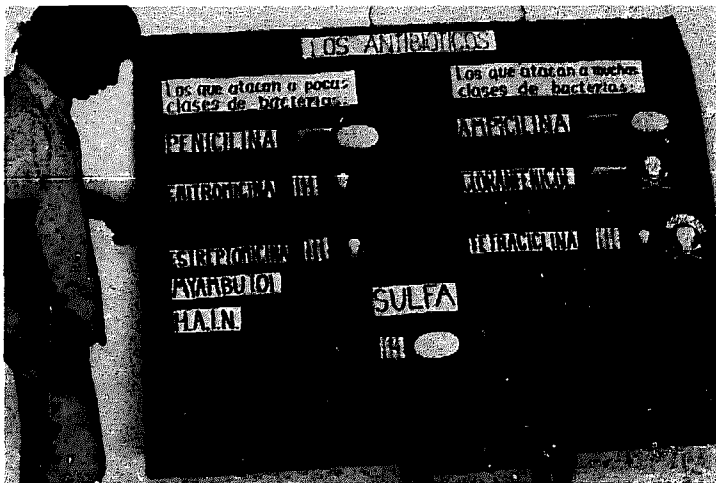 LOS ANTIBIOTICOS
Los que atacan a pocas
clases de bacterias:
PENICILINA
ERITROMICINA
ESTREPTOMICINA
MYAMBUTOL
H.A.I.N.
Los que atacan a muchas
clases de bacterias:
AMPICILINA
CLORANFENICOL
TETRACICLINA
SULFA